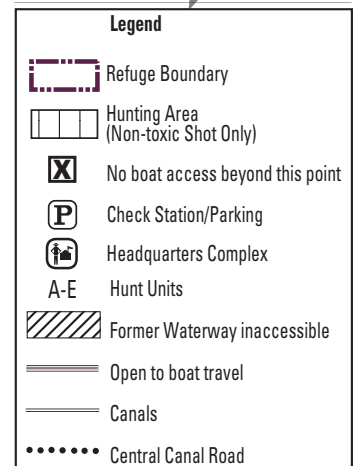 Legend
Refuge Boundary
Hunting Area
(Non-toxic Shot Only)
X No boat access beyond this point
P Check Station/Parking
Headquarters Complex
A-E Hunt Units
Former Waterway inaccessible
Open to boat travel
Canals
Central Canal Road